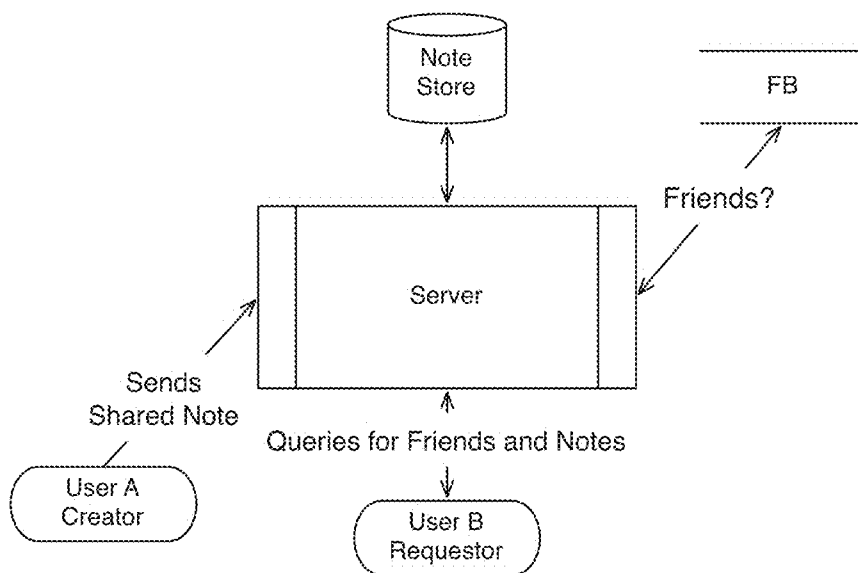 Note
Store
FB
Friends?
Server
Sends
Shared Note
Queries for Friends and Notes
User A
Creator
User B
Requestor